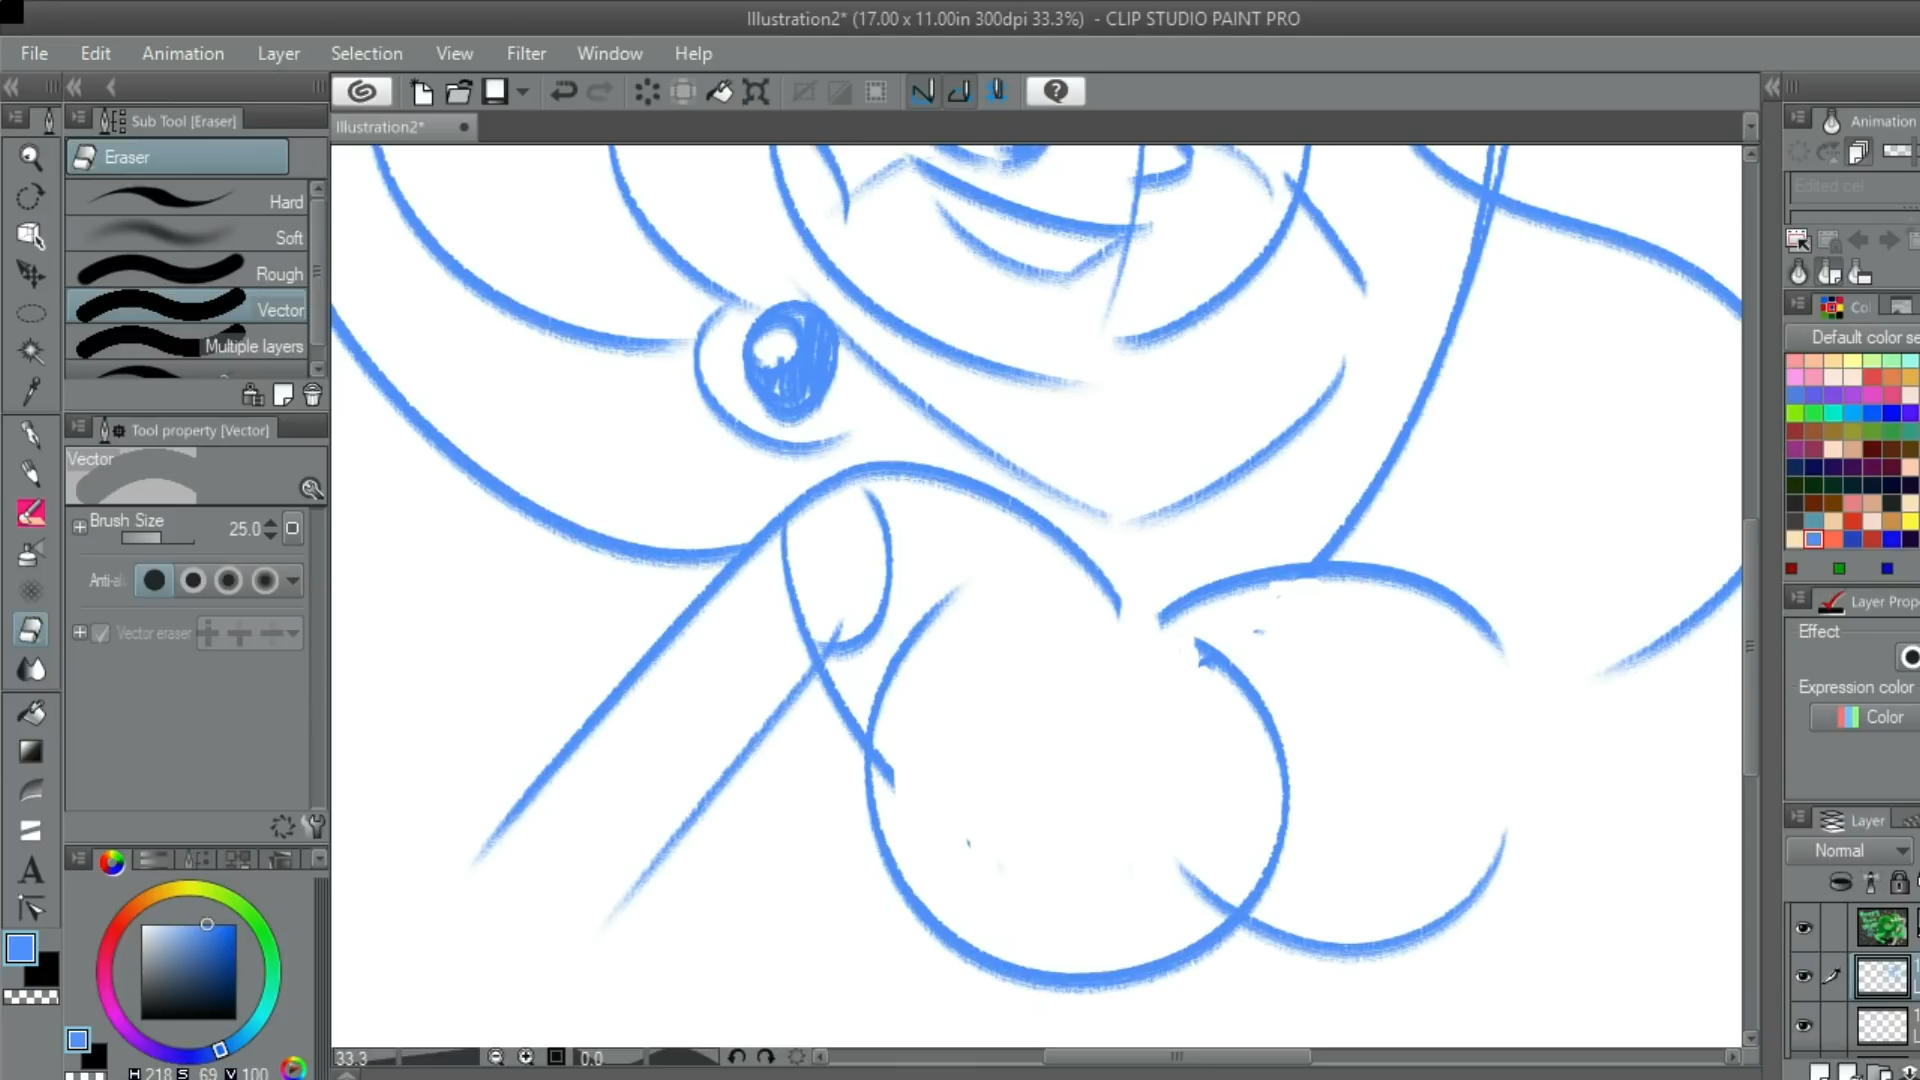 Illustration2* (17.00 x 11.00in 300dpi 33.3%) - CLIP STUDIO PAINT PRO
File Edit Animation Layer Selection View Filter Window Help
Sub Tool [Eraser]
Illustration2*
Animation
Eraser
Hard
Soft
Rough
Vector
Multiple layers
Edited cel
Col
Default color se
Tool property [Vector]
Vector
Brush Size 25.0
Anti-al
Vector eraser
Layer Prop
Effect
Expression color
Color
Layer
Normal
A
33.3
0.0
H 218 S 69 V 100